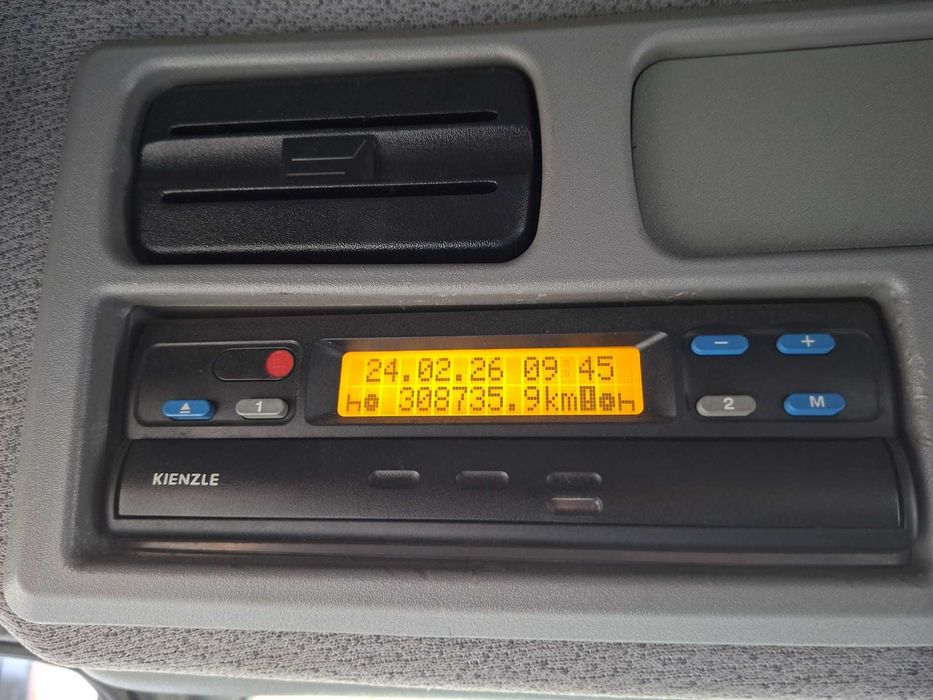 24.02.26 09:45
308735.9km
- +
1
2 M
KIENZLE